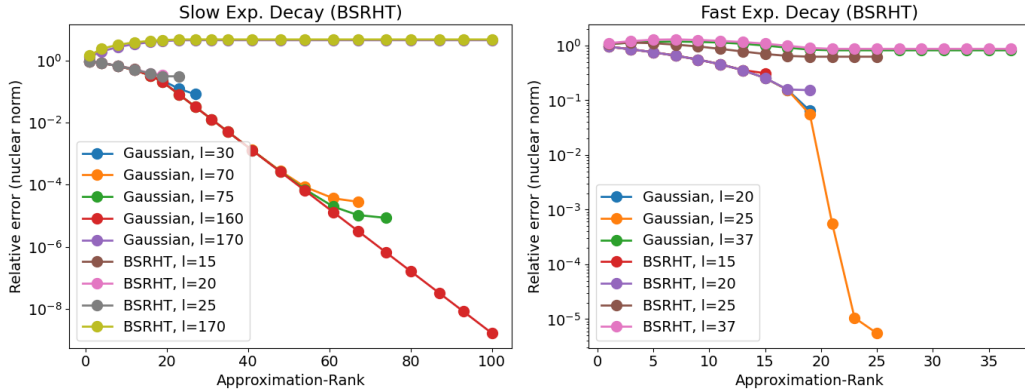 Slow Exp. Decay (BSRHT)
Relative error (nuclear norm)
10^0
10^-2
10^-4
10^-6
10^-8
Gaussian, l=30
Gaussian, l=70
Gaussian, l=75
Gaussian, l=160
Gaussian, l=170
BSRHT, l=15
BSRHT, l=20
BSRHT, l=25
BSRHT, l=170
0 20 40 60 80 100
Approximation-Rank
Fast Exp. Decay (BSRHT)
Relative error (nuclear norm)
10^0
10^-1
10^-2
10^-3
10^-4
10^-5
Gaussian, l=20
Gaussian, l=25
Gaussian, l=37
BSRHT, l=15
BSRHT, l=20
BSRHT, l=25
BSRHT, l=37
0 5 10 15 20 25 30 35
Approximation-Rank